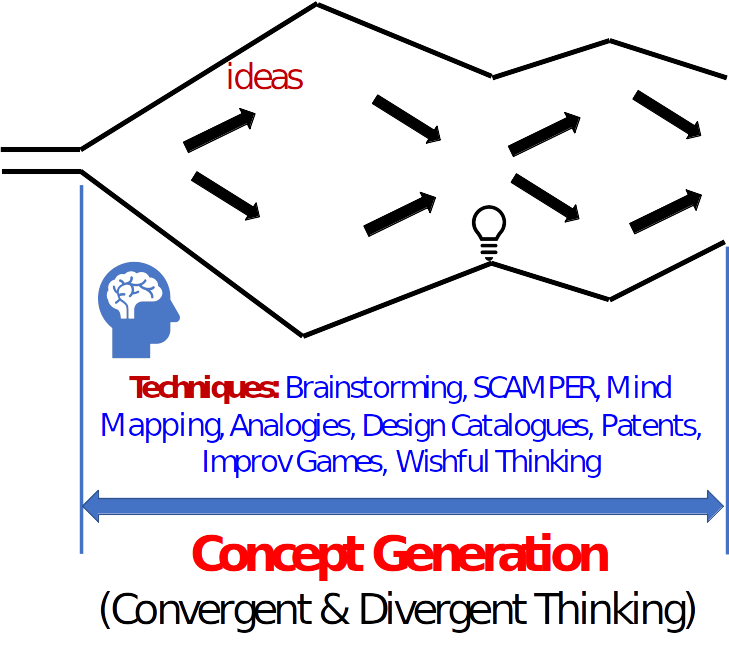 ideas
Techniques: Brainstorming, SCAMPER, Mind
Mapping, Analogies, Design Catalogues, Patents,
Improv Games, Wishful Thinking
Concept Generation
(Convergent & Divergent Thinking)